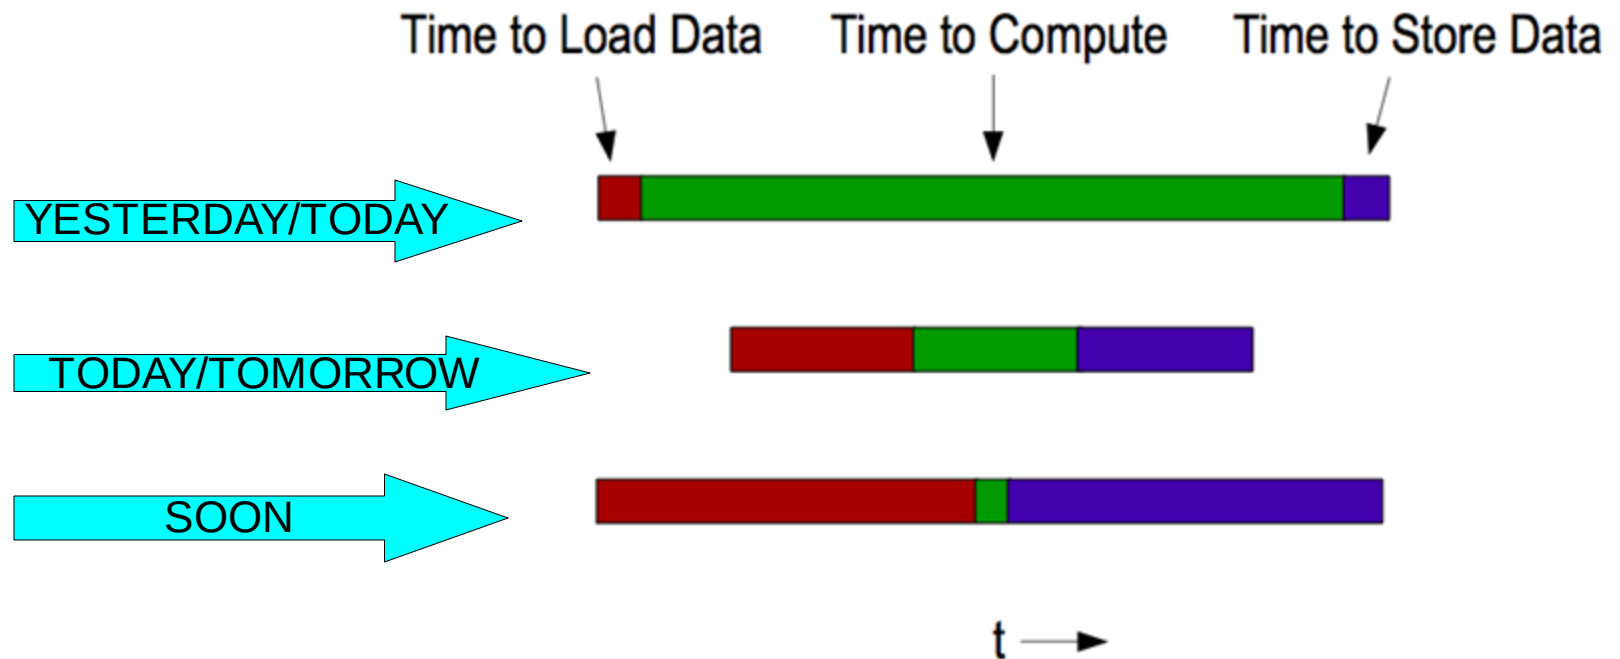 Time to Load Data
Time to Compute
Time to Store Data
YESTERDAY/TODAY
TODAY/TOMORROW
SOON
t